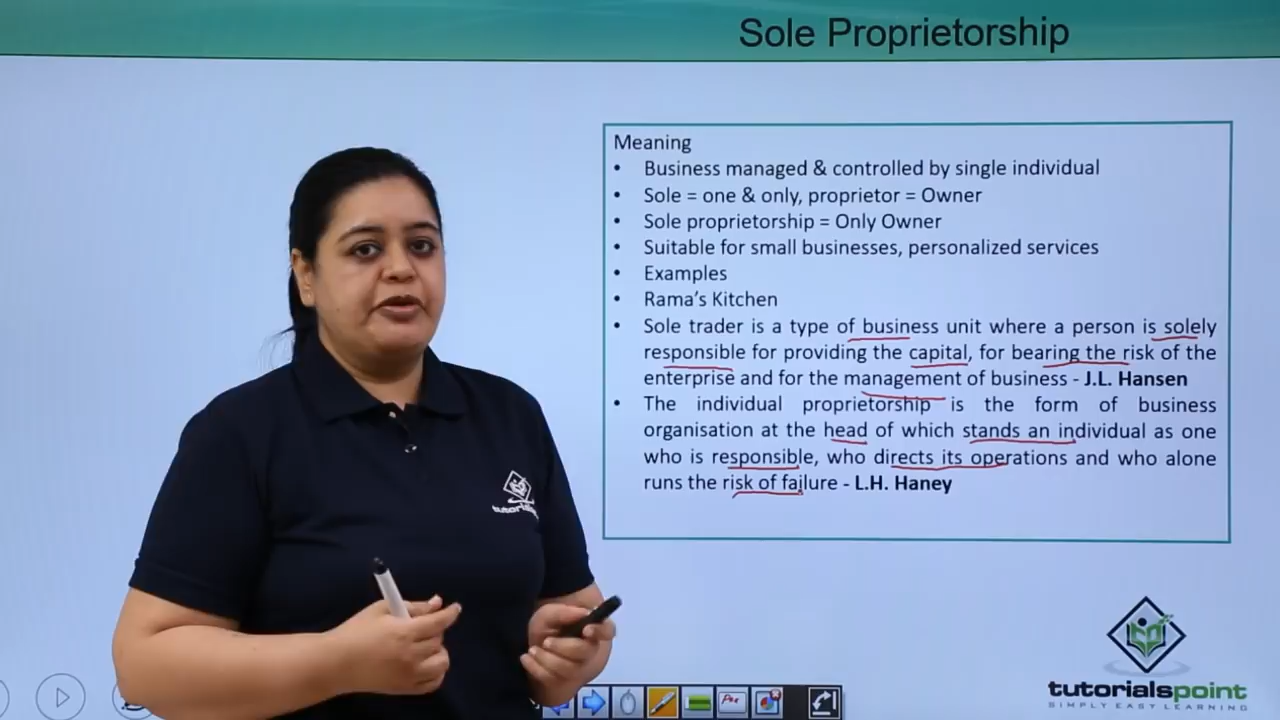 Sole Proprietorship
Meaning
• Business managed & controlled by single individual
• Sole = one & only, proprietor = Owner
• Sole proprietorship = Only Owner
• Suitable for small businesses, personalized services
• Examples
• Rama's Kitchen
• Sole trader is a type of business unit where a person is solely
responsible for providing the capital, for bearing the risk of the
enterprise and for the management of business - J.L. Hansen
• The individual proprietorship is the form of business
organisation at the head of which stands an individual as one
who is responsible, who directs its operations and who alone
runs the risk of failure - L.H. Haney
tutorialspoint
SIMPLY EASY LEARNING